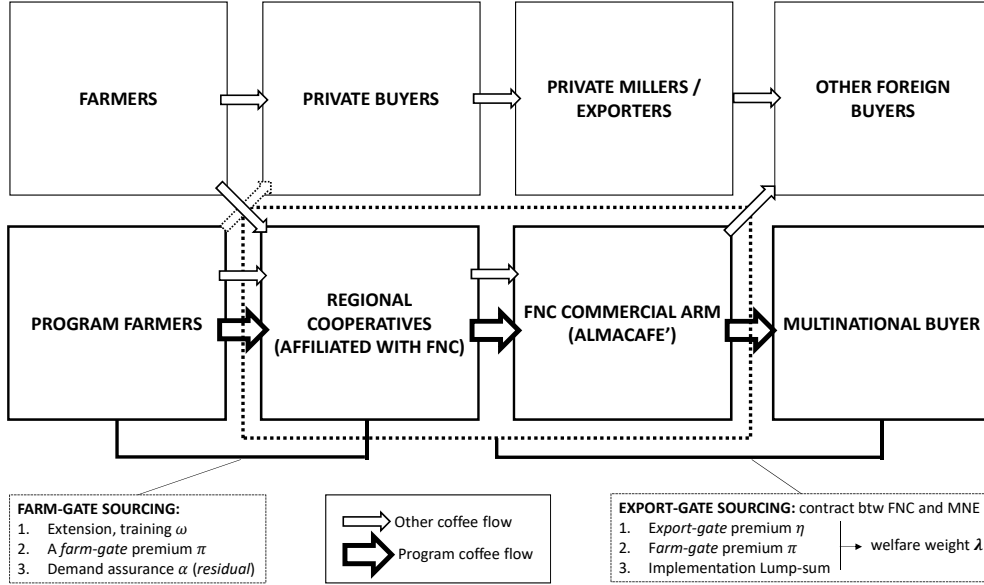 FARMERS
PRIVATE BUYERS
PRIVATE MILLERS /
EXPORTERS
OTHER FOREIGN
BUYERS
PROGRAM FARMERS
REGIONAL
COOPERATIVES
(AFFILIATED WITH FNC)
FNC COMMERCIAL ARM
(ALMACAFE')
MULTINATIONAL BUYER
FARM-GATE SOURCING:
1. Extension, training ω
2. A farm-gate premium π
3. Demand assurance α (residual)
Other coffee flow
Program coffee flow
EXPORT-GATE SOURCING: contract btw FNC and MNE
1. Export-gate premium η
2. Farm-gate premium π
3. Implementation Lump-sum
welfare weight λ